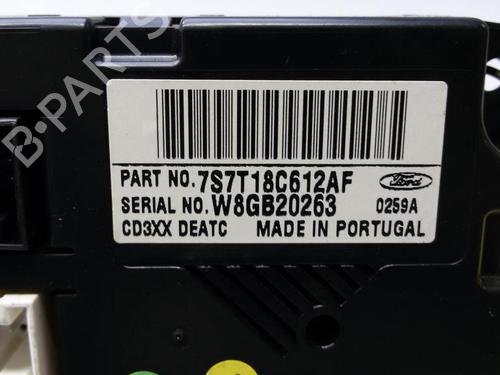 B-PARTS
PART NO. 7S7T18C612AF
Ford
SERIAL NO. W8GB20263 0259A
CD3XX DEATC MADE IN PORTUGAL